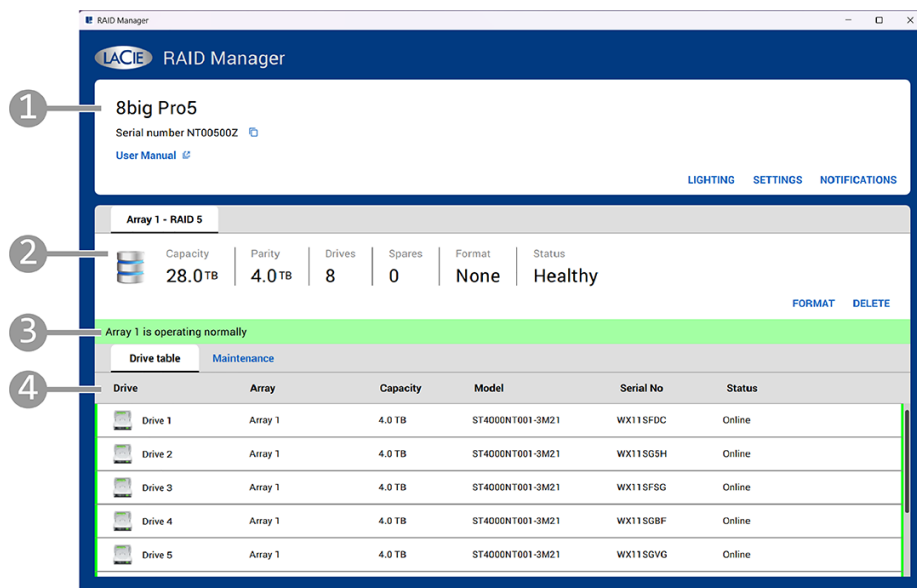 RAID Manager
LACIE RAID Manager
1
8big Pro5
Serial number NT00500Z
User Manual
LIGHTING SETTINGS NOTIFICATIONS
Array 1 - RAID 5
2
Capacity Parity Drives Spares Format Status
28.0 TB 4.0 TB 8 0 None Healthy
FORMAT DELETE
3
Array 1 is operating normally
Drive table Maintenance
4
Drive Array Capacity Model Serial No Status
Drive 1 Array 1 4.0 TB ST4000NT001-3M21 WX11SFDC Online
Drive 2 Array 1 4.0 TB ST4000NT001-3M21 WX11SG5H Online
Drive 3 Array 1 4.0 TB ST4000NT001-3M21 WX11SFSG Online
Drive 4 Array 1 4.0 TB ST4000NT001-3M21 WX11SGBF Online
Drive 5 Array 1 4.0 TB ST4000NT001-3M21 WX11SGVG Online